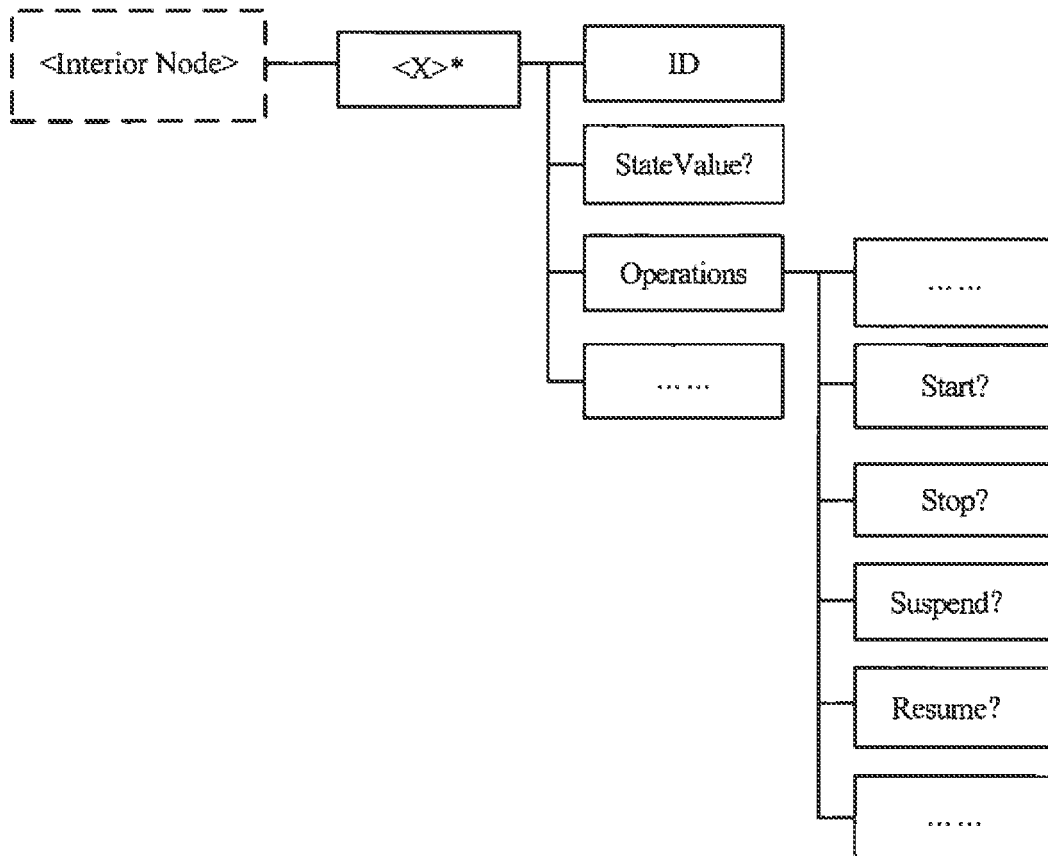 <Interior Node>
<X>*
ID
StateValue?
Operations
... ...
... ...
Start?
Stop?
Suspend?
Resume?
... ...